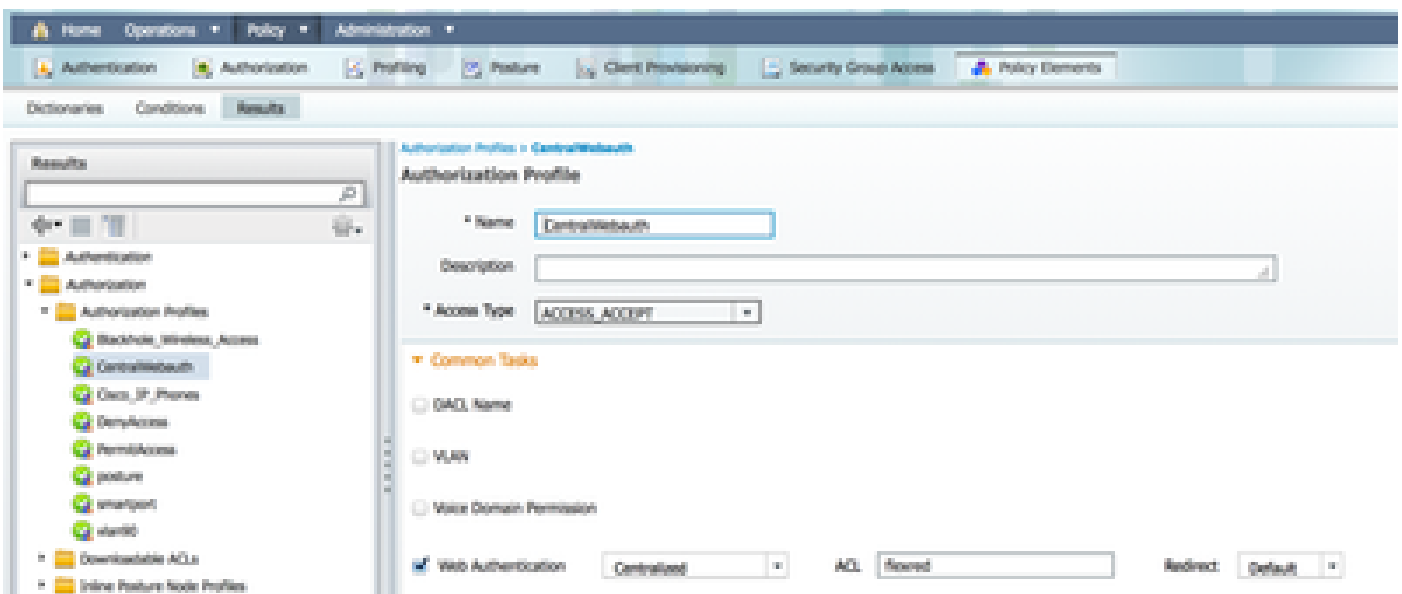 Home Operations Policy Administration
Authentication Authorization Profiling Posture Client Provisioning Security Group Access Policy Elements
Dictionaries Conditions Results
Results
Authentication
Authorization
Authorization Profiles
Blackhole_Wireless_Access
CentralWebauth
Cisco_IP_Phones
DenyAccess
PermitAccess
posture
smartport
vlan90
Downloadable ACLs
Inline Posture Node Profiles
Authorization Profiles > CentralWebauth
Authorization Profile
* Name CentralWebauth
Description
* Access Type ACCESS_ACCEPT
Common Tasks
DACL Name
VLAN
Voice Domain Permission
Web Authentication Centralized ACL flexred Redirect Default